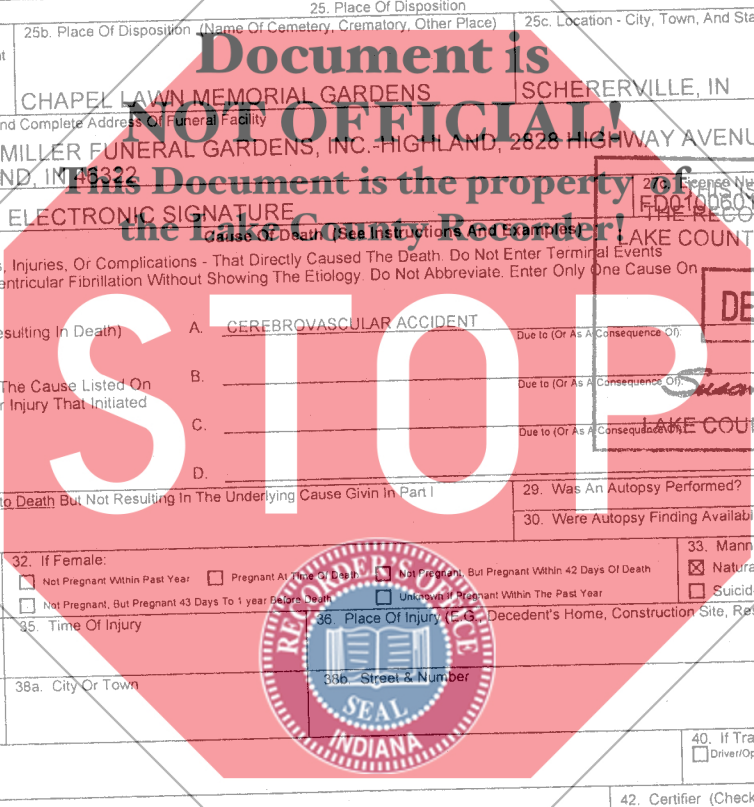 25. Place Of Disposition
25b. Place Of Disposition (Name Of Cemetery, Crematory, Other Place)
25c. Location - City, Town, And Sta
Document is
CHAPEL LAWN MEMORIAL GARDENS
SCHERERVILLE, IN
NOT OFFICIAL!
nd Complete Address Of Funeral Facility
MILLER FUNERAL GARDENS, INC.-HIGHLAND, 2828 HIGHWAY AVENU
ND, IN 46322
This Document is the property of
27c. License Nu
FD0100601
ELECTRONIC SIGNATURE
THE RECO
the Lake County Recorder!
Cause Of Death (See Instructions And Examples)
LAKE COUNT
, Injuries, Or Complications - That Directly Caused The Death. Do Not Enter Terminal Events
entricular Fibrillation Without Showing The Etiology. Do Not Abbreviate. Enter Only One Cause On
DE
STOP
esulting In Death)
A. CEREBROVASCULAR ACCIDENT
Due to (Or As A Consequence Of):
The Cause Listed On
B.
Due to (Or As A Consequence Of):
r Injury That Initiated
C.
Due to (Or As A Consequence Of):
LAKE COU
D.
to Death But Not Resulting In The Underlying Cause Givin In Part I
29. Was An Autopsy Performed?
30. Were Autopsy Finding Availabl
32. If Female:
33. Mann
Not Pregnant Within Past Year
Pregnant At Time Of Death
Not Pregnant, But Pregnant Within 42 Days Of Death
Natura
Not Pregnant, But Pregnant 43 Days To 1 year Before Death
Unknown If Pregnant Within The Past Year
Suicid
35. Time Of Injury
36. Place Of Injury (E.G., Decedent's Home, Construction Site, Res
RECORDER'S OFFICE
38a. City Or Town
38b. Street & Number
SEAL
INDIANA
40. If Tra
Driver/Op
42. Certifier (Check